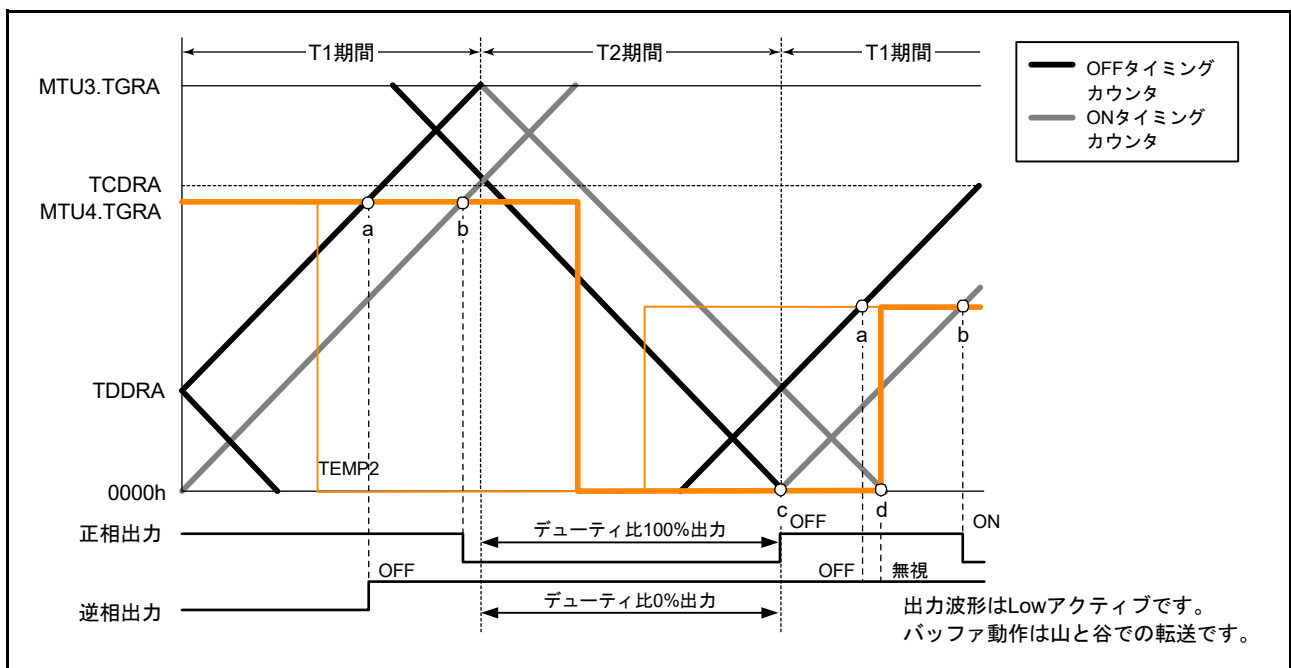 T1期間
T2期間
T1期間
OFFタイミング
カウンタ
ONタイミング
カウンタ
MTU3.TGRA
TCDRA
MTU4.TGRA
a
b
a
b
TDDRA
TEMP2
0000h
c
d
正相出力
デューティ比100%出力
OFF
ON
OFF
OFF
無視
逆相出力
デューティ比0%出力
出力波形はLowアクティブです。
バッファ動作は山と谷での転送です。